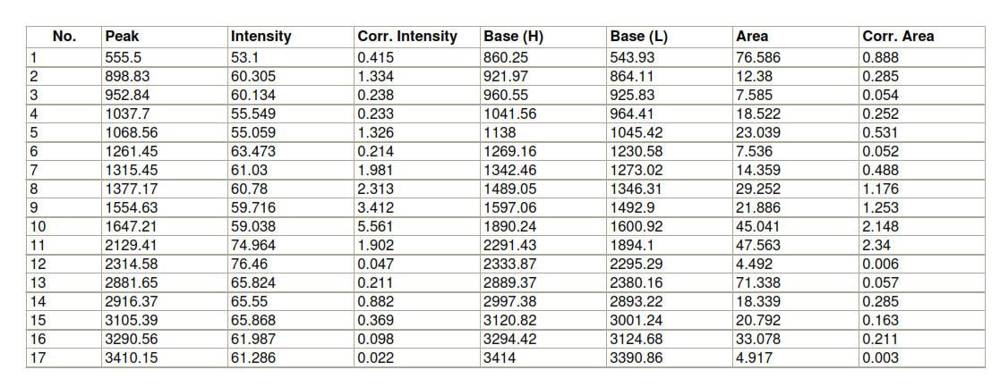 No. Peak Intensity Corr. Intensity Base (H) Base (L) Area Corr. Area
1 555.5 53.1 0.415 860.25 543.93 76.586 0.888
2 898.83 60.305 1.334 921.97 864.11 12.38 0.285
3 952.84 60.134 0.238 960.55 925.83 7.585 0.054
4 1037.7 55.549 0.233 1041.56 964.41 18.522 0.252
5 1068.56 55.059 1.326 1138 1045.42 23.039 0.531
6 1261.45 63.473 0.214 1269.16 1230.58 7.536 0.052
7 1315.45 61.03 1.981 1342.46 1273.02 14.359 0.488
8 1377.17 60.78 2.313 1489.05 1346.31 29.252 1.176
9 1554.63 59.716 3.412 1597.06 1492.9 21.886 1.253
10 1647.21 59.038 5.561 1890.24 1600.92 45.041 2.148
11 2129.41 74.964 1.902 2291.43 1894.1 47.563 2.34
12 2314.58 76.46 0.047 2333.87 2295.29 4.492 0.006
13 2881.65 65.824 0.211 2889.37 2380.16 71.338 0.057
14 2916.37 65.55 0.882 2997.38 2893.22 18.339 0.285
15 3105.39 65.868 0.369 3120.82 3001.24 20.792 0.163
16 3290.56 61.987 0.098 3294.42 3124.68 33.078 0.211
17 3410.15 61.286 0.022 3414 3390.86 4.917 0.003